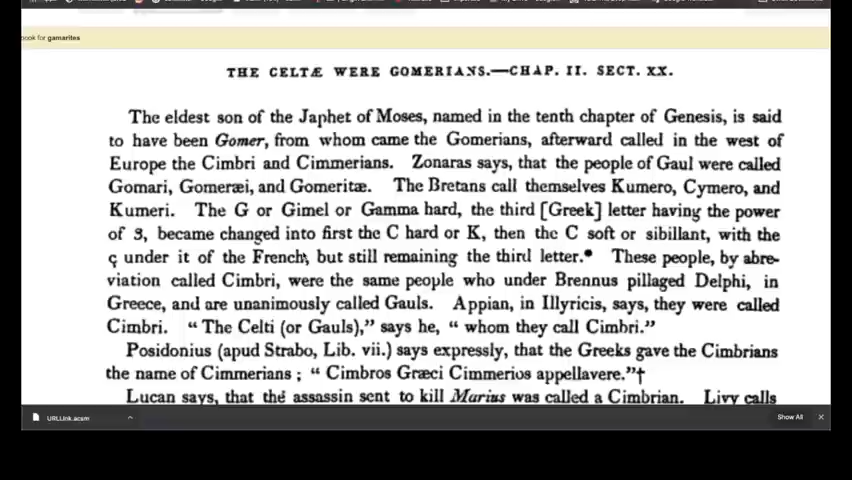 ook for gamarites
THE CELTÆ WERE GOMERIANS.—CHAP. II. SECT. XX.
The eldest son of the Japhet of Moses, named in the tenth chapter of Genesis, is said
to have been Gomer, from whom came the Gomerians, afterward called in the west of
Europe the Cimbri and Cimmerians. Zonaras says, that the people of Gaul were called
Gomari, Gomeræi, and Gomeritæ. The Bretans call themselves Kumero, Cymero, and
Kumeri. The G or Gimel or Gamma hard, the third [Greek] letter having the power
of 3, became changed into first the C hard or K, then the C soft or sibillant, with the
ç under it of the French, but still remaining the third letter.* These people, by abre-
viation called Cimbri, were the same people who under Brennus pillaged Delphi, in
Greece, and are unanimously called Gauls. Appian, in Illyricis, says, they were called
Cimbri. “The Celti (or Gauls),” says he, “whom they call Cimbri.”
Posidonius (apud Strabo, Lib. vii.) says expressly, that the Greeks gave the Cimbrians
the name of Cimmerians; “Cimbros Græci Cimmerios appellavere.”†
Lucan says, that the assassin sent to kill Marius was called a Cimbrian. Livy calls
URLLink.acsm
Show All